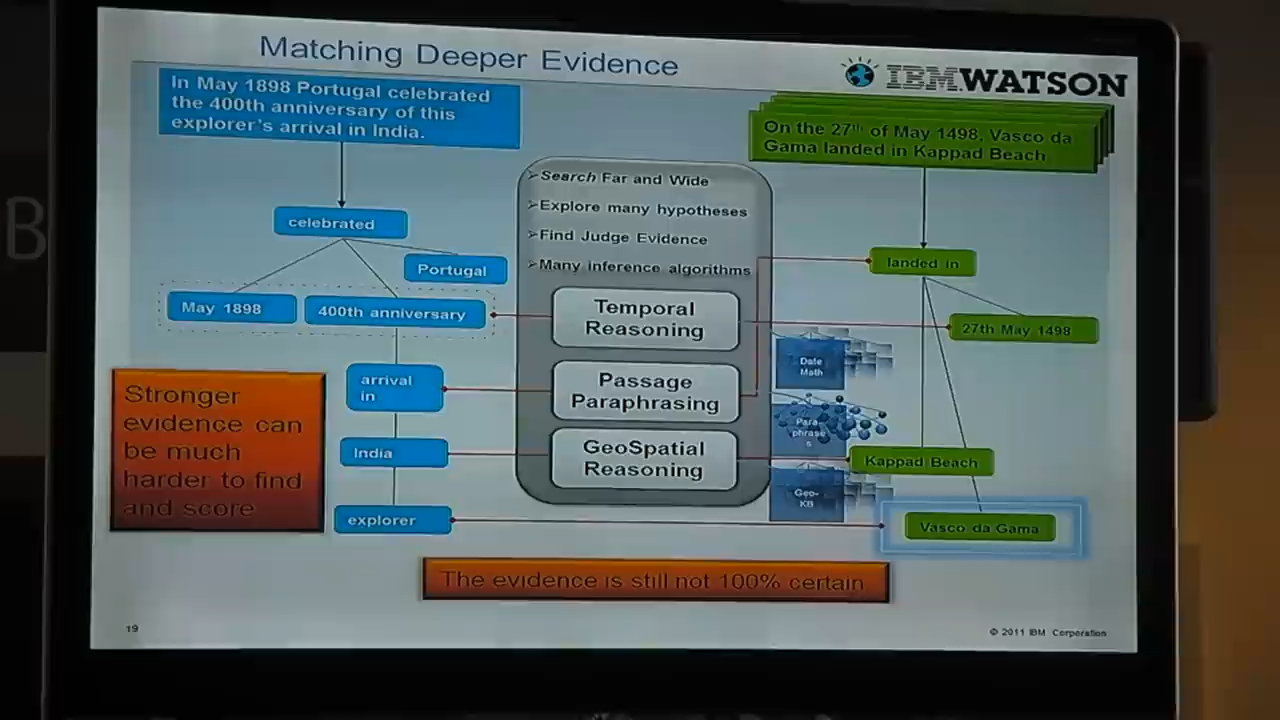 Matching Deeper Evidence
IBM WATSON
In May 1898 Portugal celebrated
the 400th anniversary of this
explorer's arrival in India.
On the 27th of May 1498, Vasco da
Gama landed in Kappad Beach
➢Search Far and Wide
➢Explore many hypotheses
➢Find Judge Evidence
➢Many inference algorithms
celebrated
Portugal
May 1898
400th anniversary
arrival
in
India
explorer
Temporal
Reasoning
Passage
Paraphrasing
GeoSpatial
Reasoning
landed in
27th May 1498
Date
Math
Para-
phrase
s
Geo-
KB
Kappad Beach
Vasco da Gama
Stronger
evidence can
be much
harder to find
and score
The evidence is still not 100% certain.
19
© 2011 IBM Corporation
B